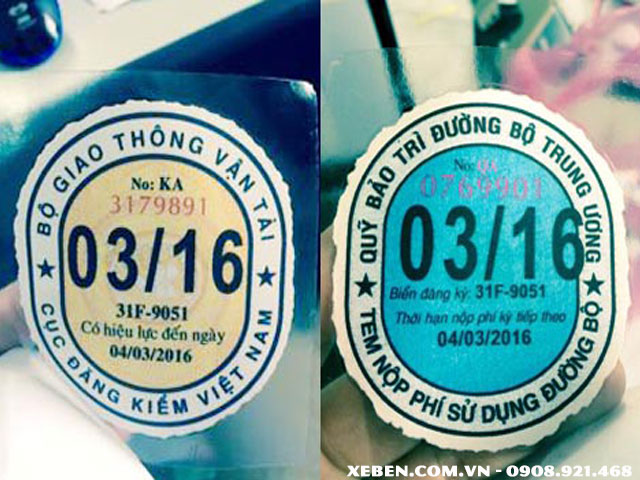 BỘ GIAO THÔNG VẬN TẢI
No: KA
3179891
03/16
31F-9051
Có hiệu lực đến ngày
04/03/2016
CỤC ĐĂNG KIỂM VIỆT NAM
QUỸ BẢO TRÌ ĐƯỜNG BỘ TRUNG ƯƠNG
No: QA
0769901
03/16
Biển đăng ký: 31F-9051
Thời hạn nộp phí kỳ tiếp theo
04/03/2016
TEM NỘP PHÍ SỬ DỤNG ĐƯỜNG BỘ
XEBEN.COM.VN - 0908.921.468